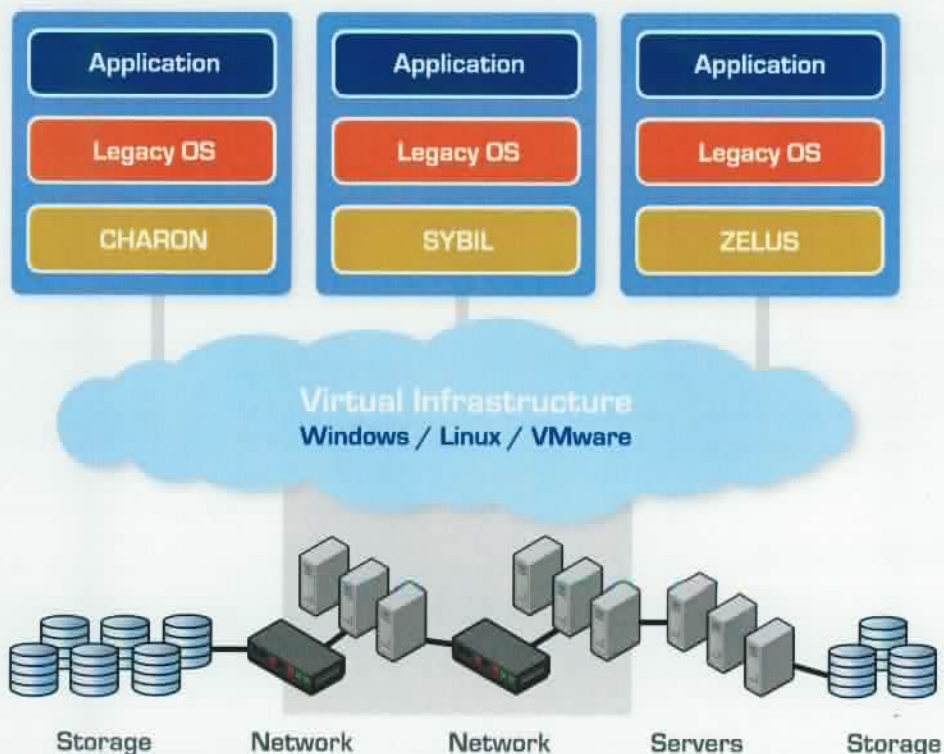 Application
Legacy OS
CHARON
Application
Legacy OS
SYBIL
Application
Legacy OS
ZELUS
Virtual Infrastructure
Windows / Linux / VMware
Storage
Network
Network
Servers
Storage